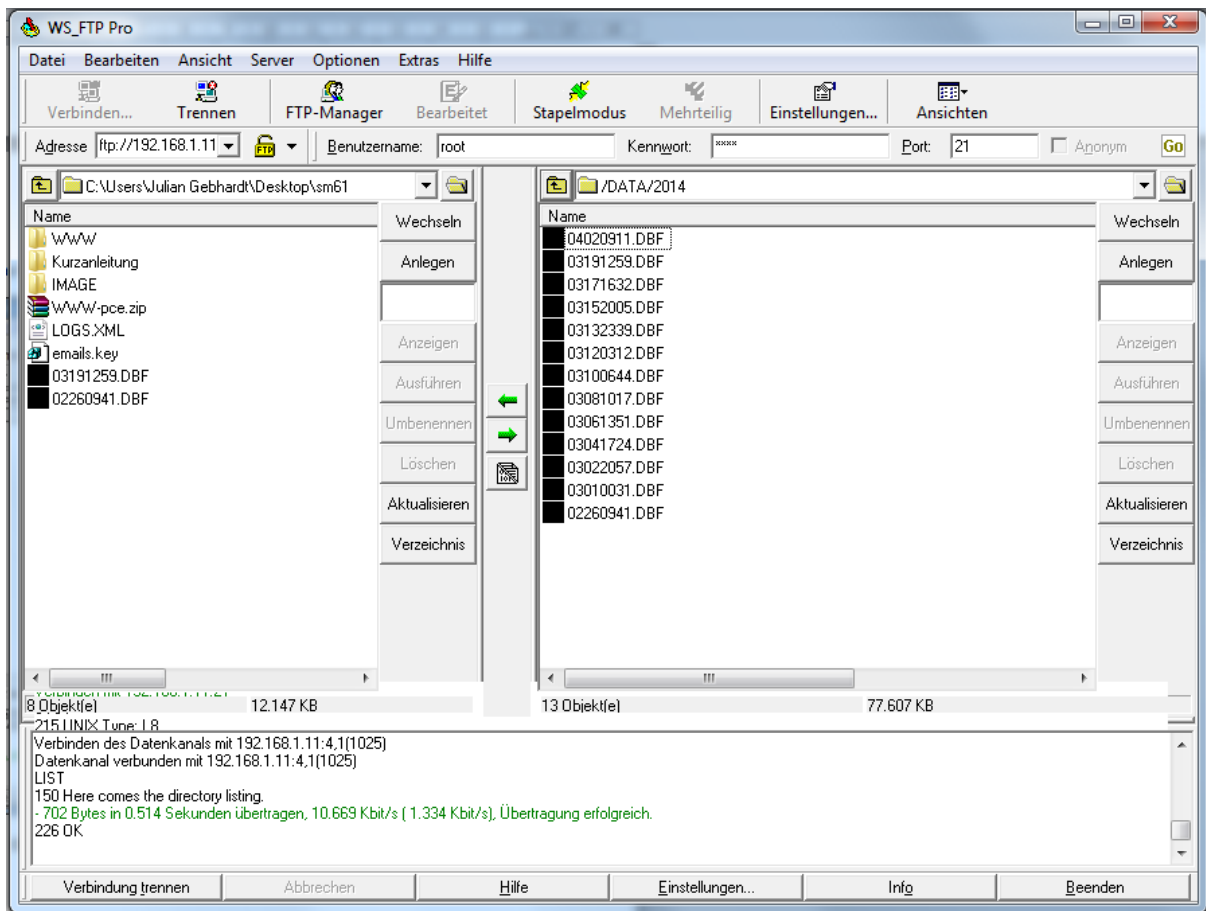 WS_FTP Pro
Datei Bearbeiten Ansicht Server Optionen Extras Hilfe
Verbinden... Trennen FTP-Manager Bearbeitet Stapelmodus Mehrteilig Einstellungen... Ansichten
Adresse ftp://192.168.1.11 FTP Benutzername: root Kennwort: **** Port: 21 Anonym Go
C:\Users\Julian Gebhardt\Desktop\sm61
Name
WWW
Kurzanleitung
IMAGE
WWW-pce.zip
LOGS.XML
emails.key
03191259.DBF
02260941.DBF
Wechseln
Anlegen
Anzeigen
Ausführen
Umbenennen
Löschen
Aktualisieren
Verzeichnis
/DATA/2014
Name
04020911.DBF
03191259.DBF
03171632.DBF
03152005.DBF
03132339.DBF
03120312.DBF
03100644.DBF
03081017.DBF
03061351.DBF
03041724.DBF
03022057.DBF
03010031.DBF
02260941.DBF
Wechseln
Anlegen
Anzeigen
Ausführen
Umbenennen
Löschen
Aktualisieren
Verzeichnis
8 Objekt(e) 12.147 KB 13 Objekt(e) 77.607 KB
215 UNIX Type: L8
Verbinden des Datenkanals mit 192.168.1.11:4,1(1025)
Datenkanal verbunden mit 192.168.1.11:4,1(1025)
LIST
150 Here comes the directory listing.
- 702 Bytes in 0.514 Sekunden übertragen, 10.669 Kbit/s ( 1.334 Kbit/s), Übertragung erfolgreich.
226 OK
Verbindung trennen Abbrechen Hilfe Einstellungen... Info Beenden